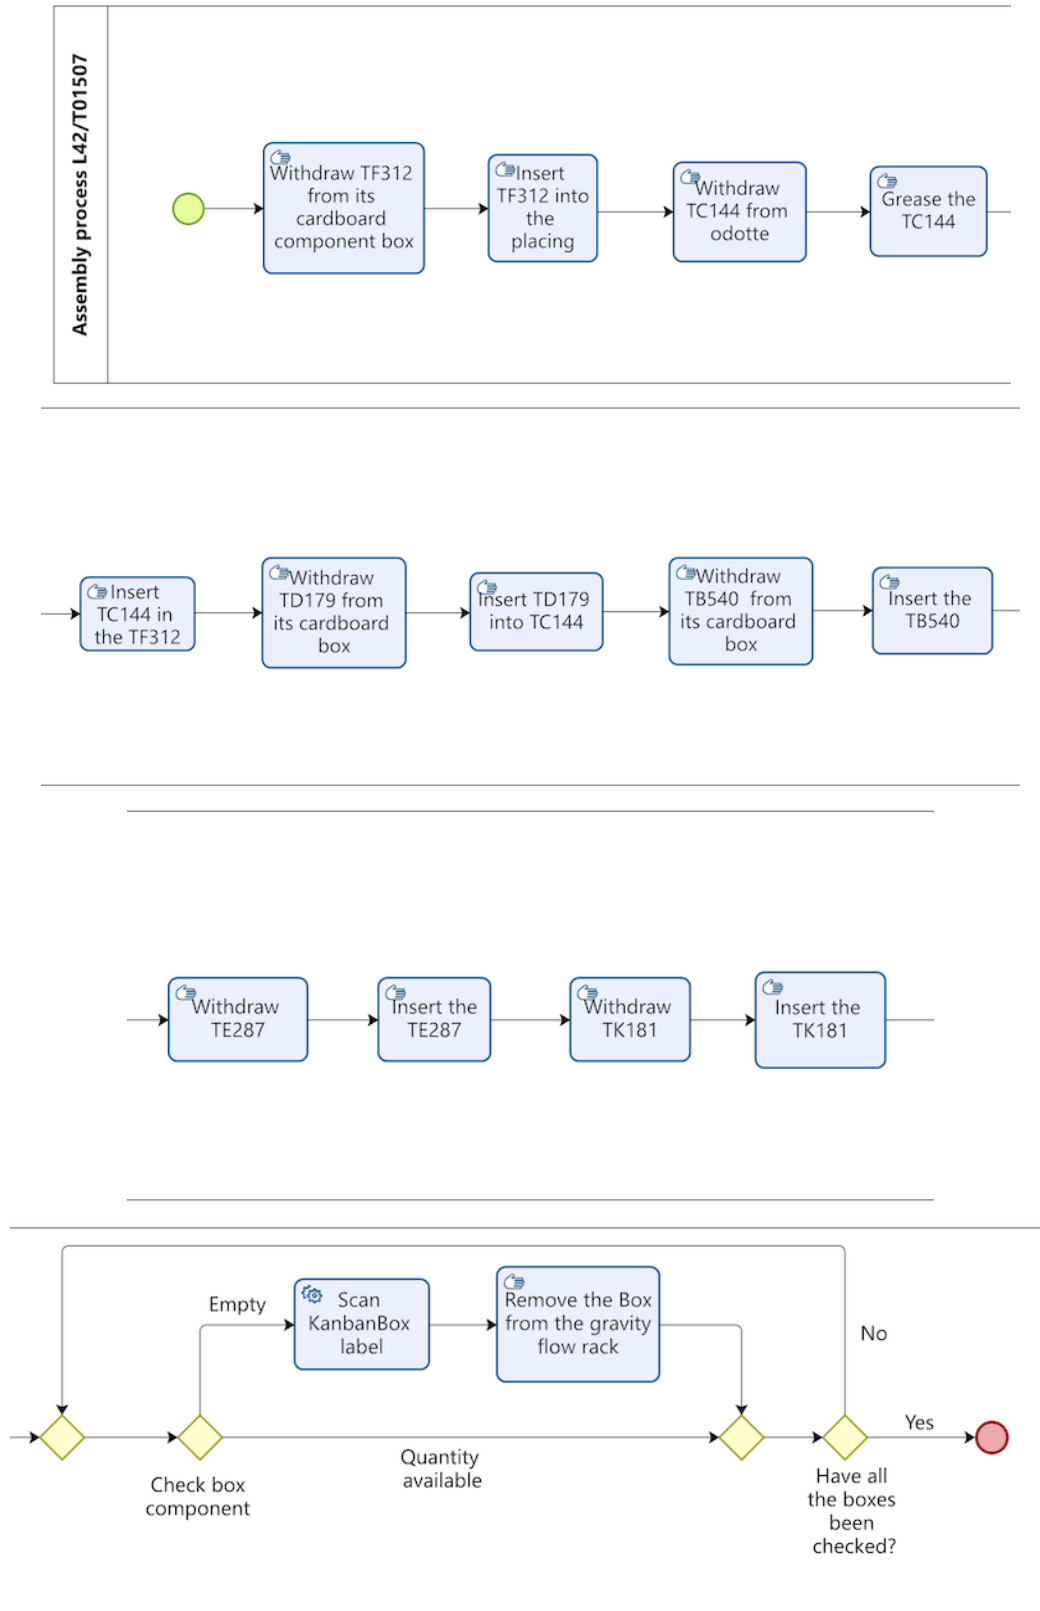 Assembly process L42/T01507
Withdraw TF312
from its
cardboard
component box
Insert
TF312 into
the
placing
Withdraw
TC144 from
odotte
Grease the
TC144
Insert
TC144 in
the TF312
Withdraw
TD179 from
its cardboard
box
Insert TD179
into TC144
Withdraw
TB540 from
its cardboard
box
Insert the
TB540
Withdraw
TE287
Insert the
TE287
Withdraw
TK181
Insert the
TK181
Empty
Scan
KanbanBox
label
Remove the Box
from the gravity
flow rack
No
Check box
component
Quantity
available
Yes
Have all
the boxes
been
checked?